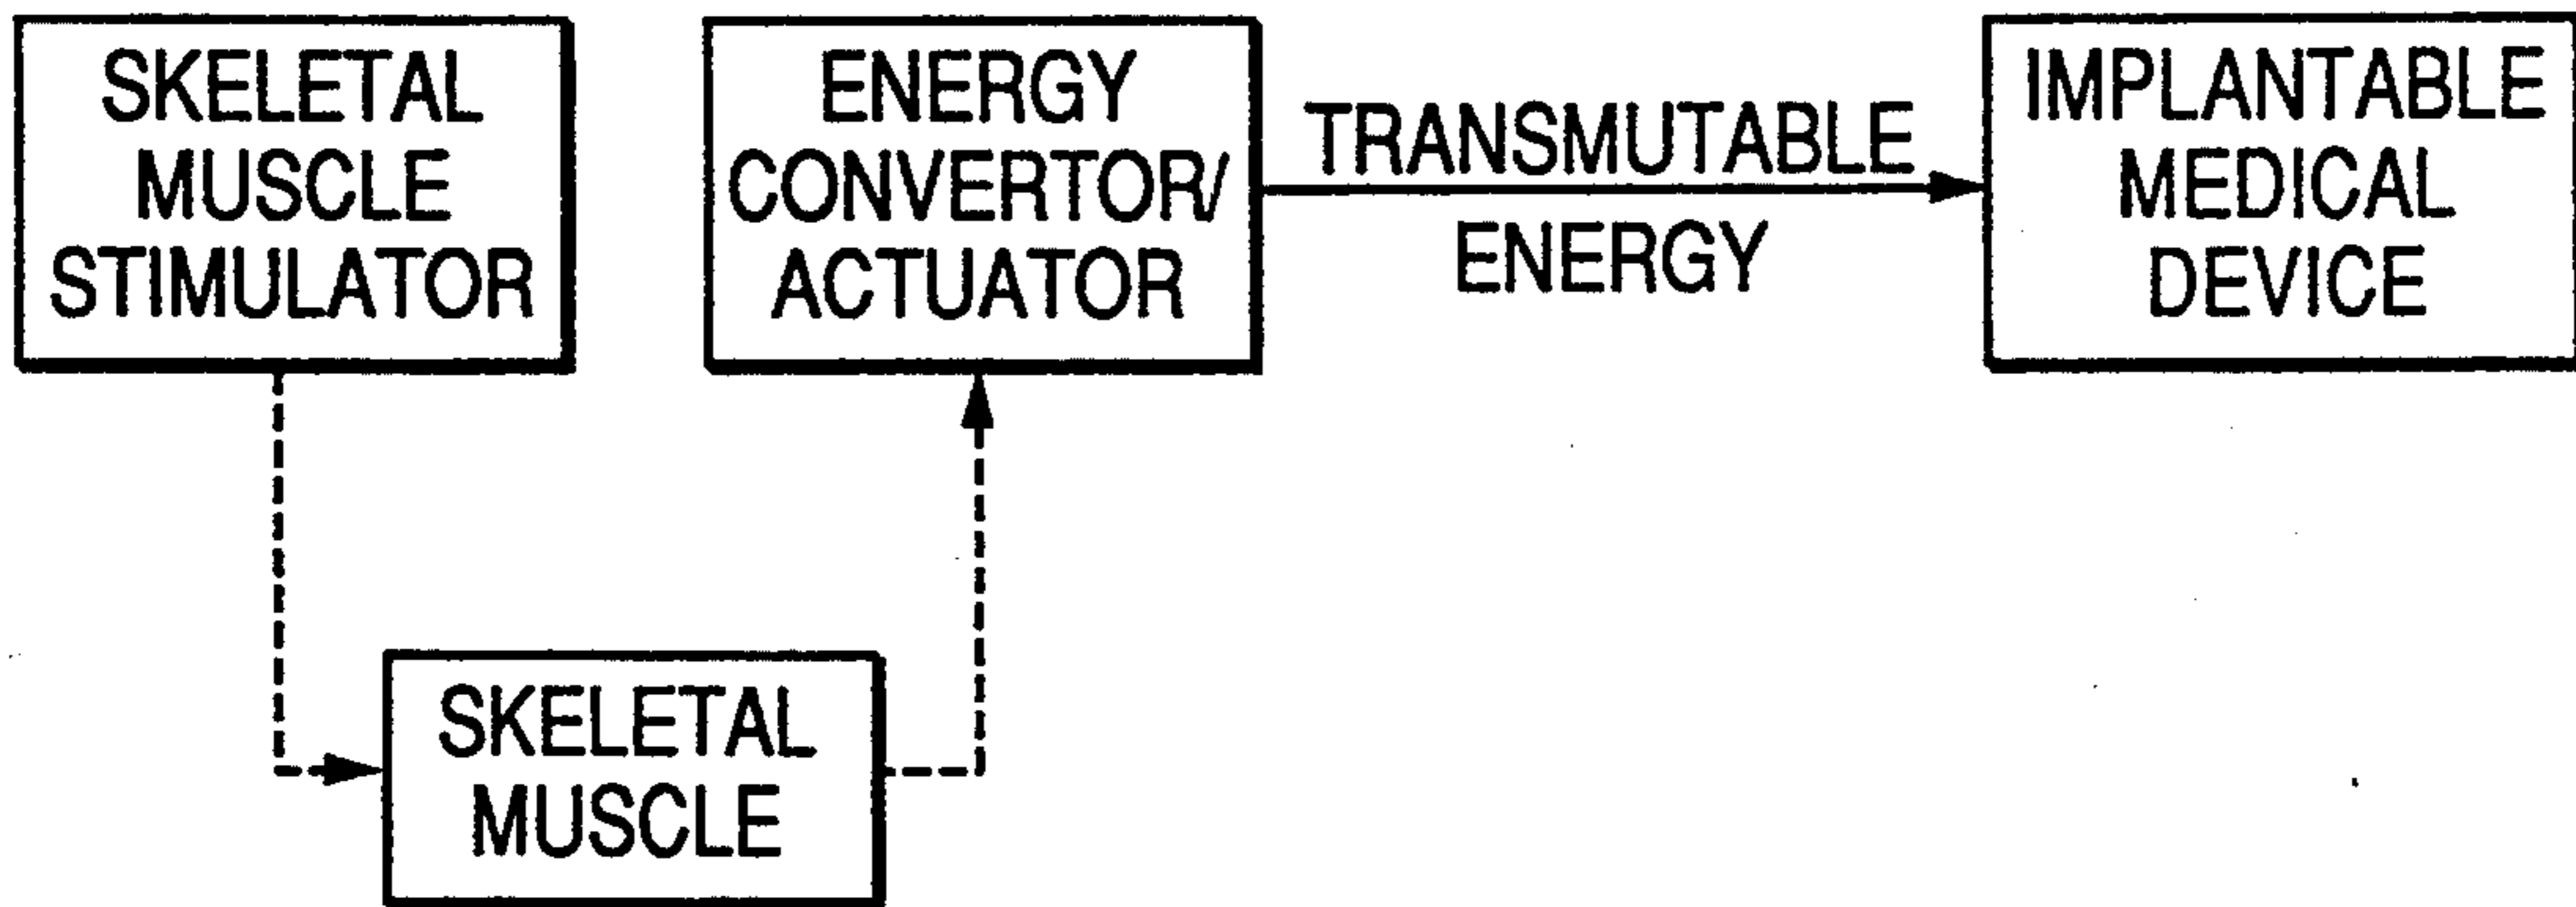 SKELETAL
MUSCLE
STIMULATOR
ENERGY
CONVERTOR/
ACTUATOR
TRANSMUTABLE
ENERGY
IMPLANTABLE
MEDICAL
DEVICE
SKELETAL
MUSCLE